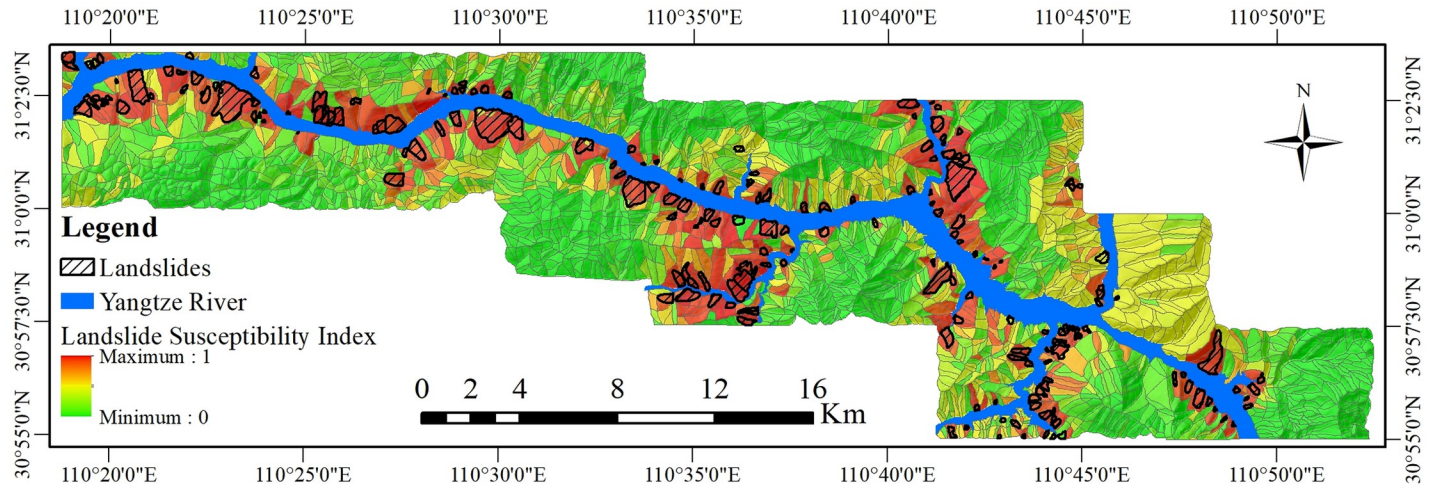 110°20'0"E 110°25'0"E 110°30'0"E 110°35'0"E 110°40'0"E 110°45'0"E 110°50'0"E
31°2'30"N
31°0'0"N
30°57'30"N
30°55'0"N
N
31°2'30"N
31°0'0"N
30°57'30"N
30°55'0"N
Legend
Landslides
Yangtze River
Landslide Susceptibility Index
Maximum : 1
Minimum : 0
0 2 4 8 12 16
Km
110°20'0"E 110°25'0"E 110°30'0"E 110°35'0"E 110°40'0"E 110°45'0"E 110°50'0"E